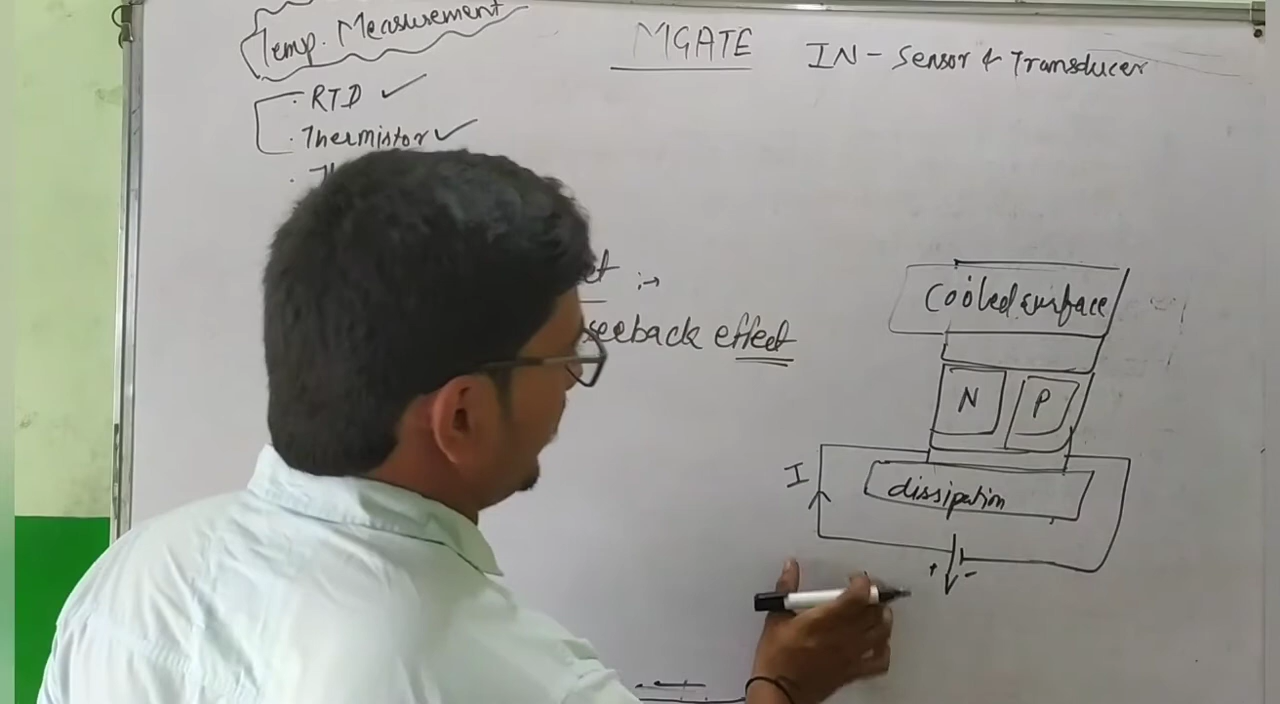 Temp. Measurement
MGATE
IN - Sensor & Transducer
· RTD ✓
· Thermistor ✓
:→
seeback effect
Cooled surface
N P
I
dissipation
+ -